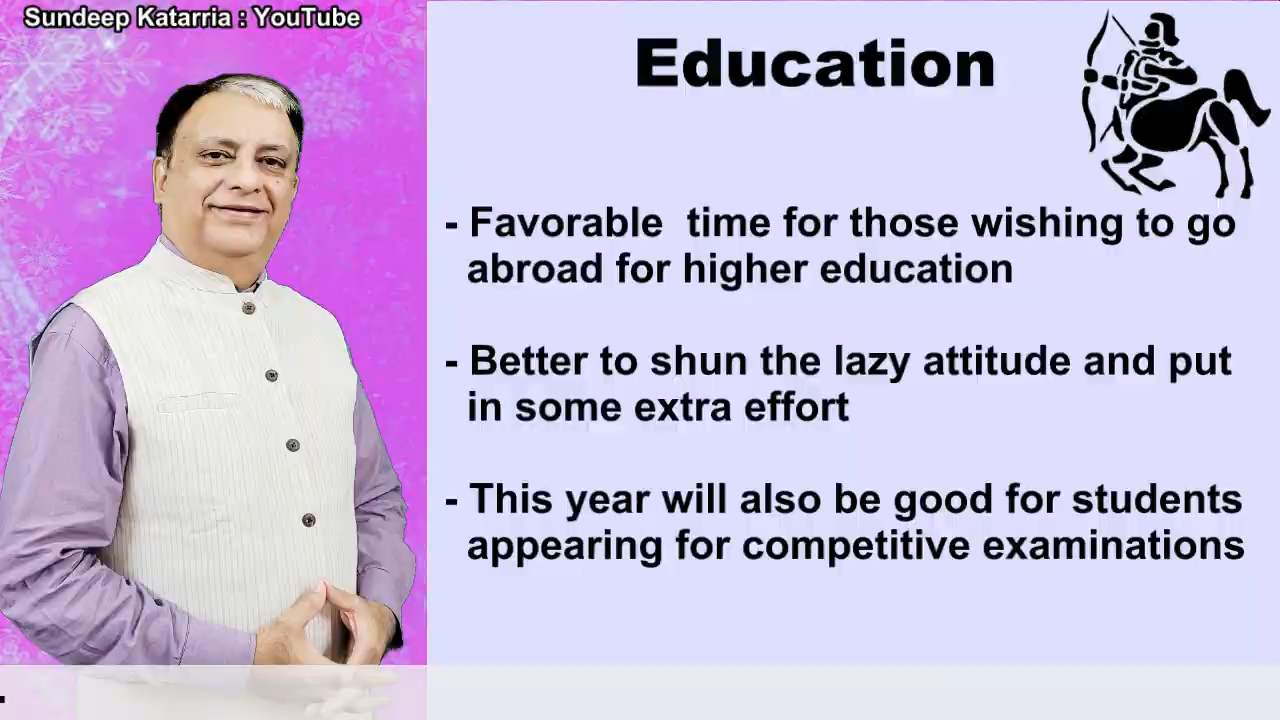 Sundeep Katarria : YouTube
Education
- Favorable  time for those wishing to go
abroad for higher education
- Better to shun the lazy attitude and put
in some extra effort
- This year will also be good for students
appearing for competitive examinations